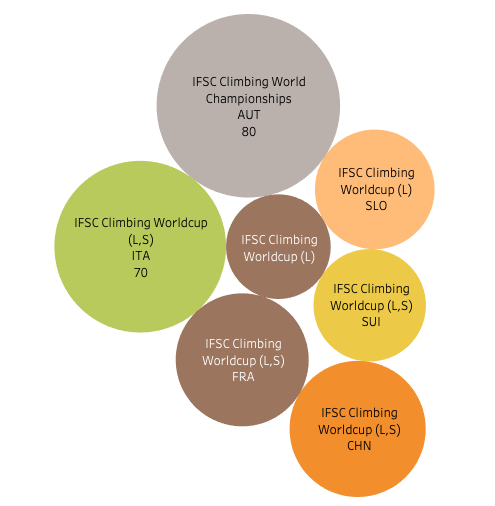 IFSC Climbing World
Championships
AUT
80
IFSC Climbing
Worldcup (L)
SLO
IFSC Climbing Worldcup
(L,S)
ITA
70
IFSC Climbing
Worldcup (L)
IFSC Climbing
Worldcup (L,S)
SUI
IFSC Climbing
Worldcup (L,S)
FRA
IFSC Climbing
Worldcup (L,S)
CHN